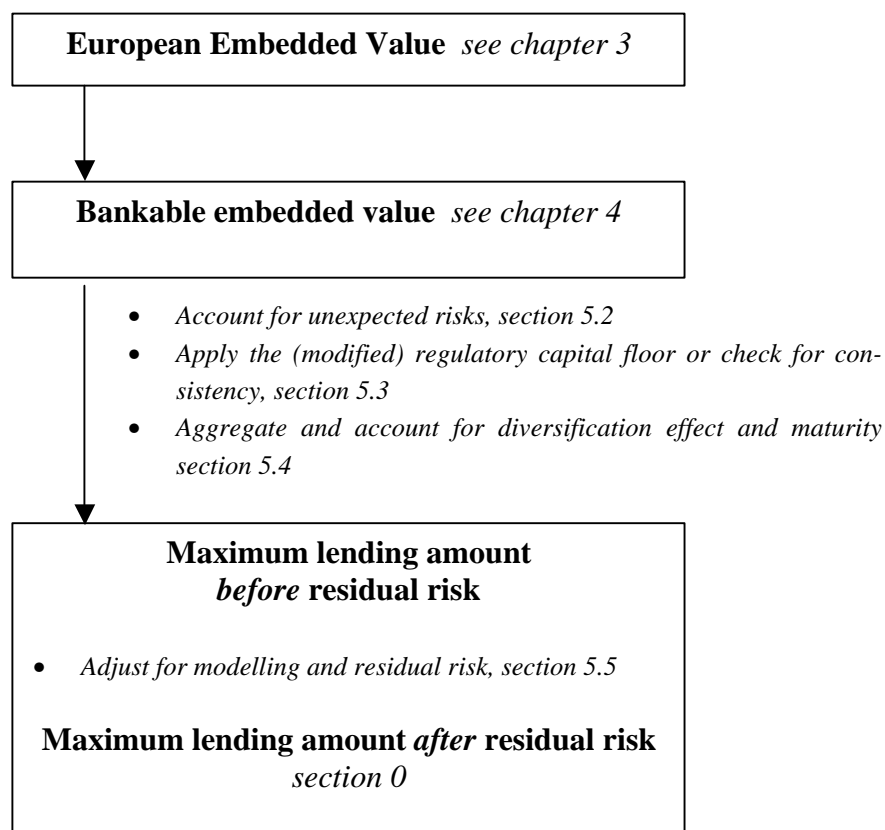 European Embedded Value see chapter 3
Bankable embedded value see chapter 4
• Account for unexpected risks, section 5.2
• Apply the (modified) regulatory capital floor or check for con-
sistency, section 5.3
• Aggregate and account for diversification effect and maturity
section 5.4
Maximum lending amount
before residual risk
• Adjust for modelling and residual risk, section 5.5
Maximum lending amount after residual risk
section 0